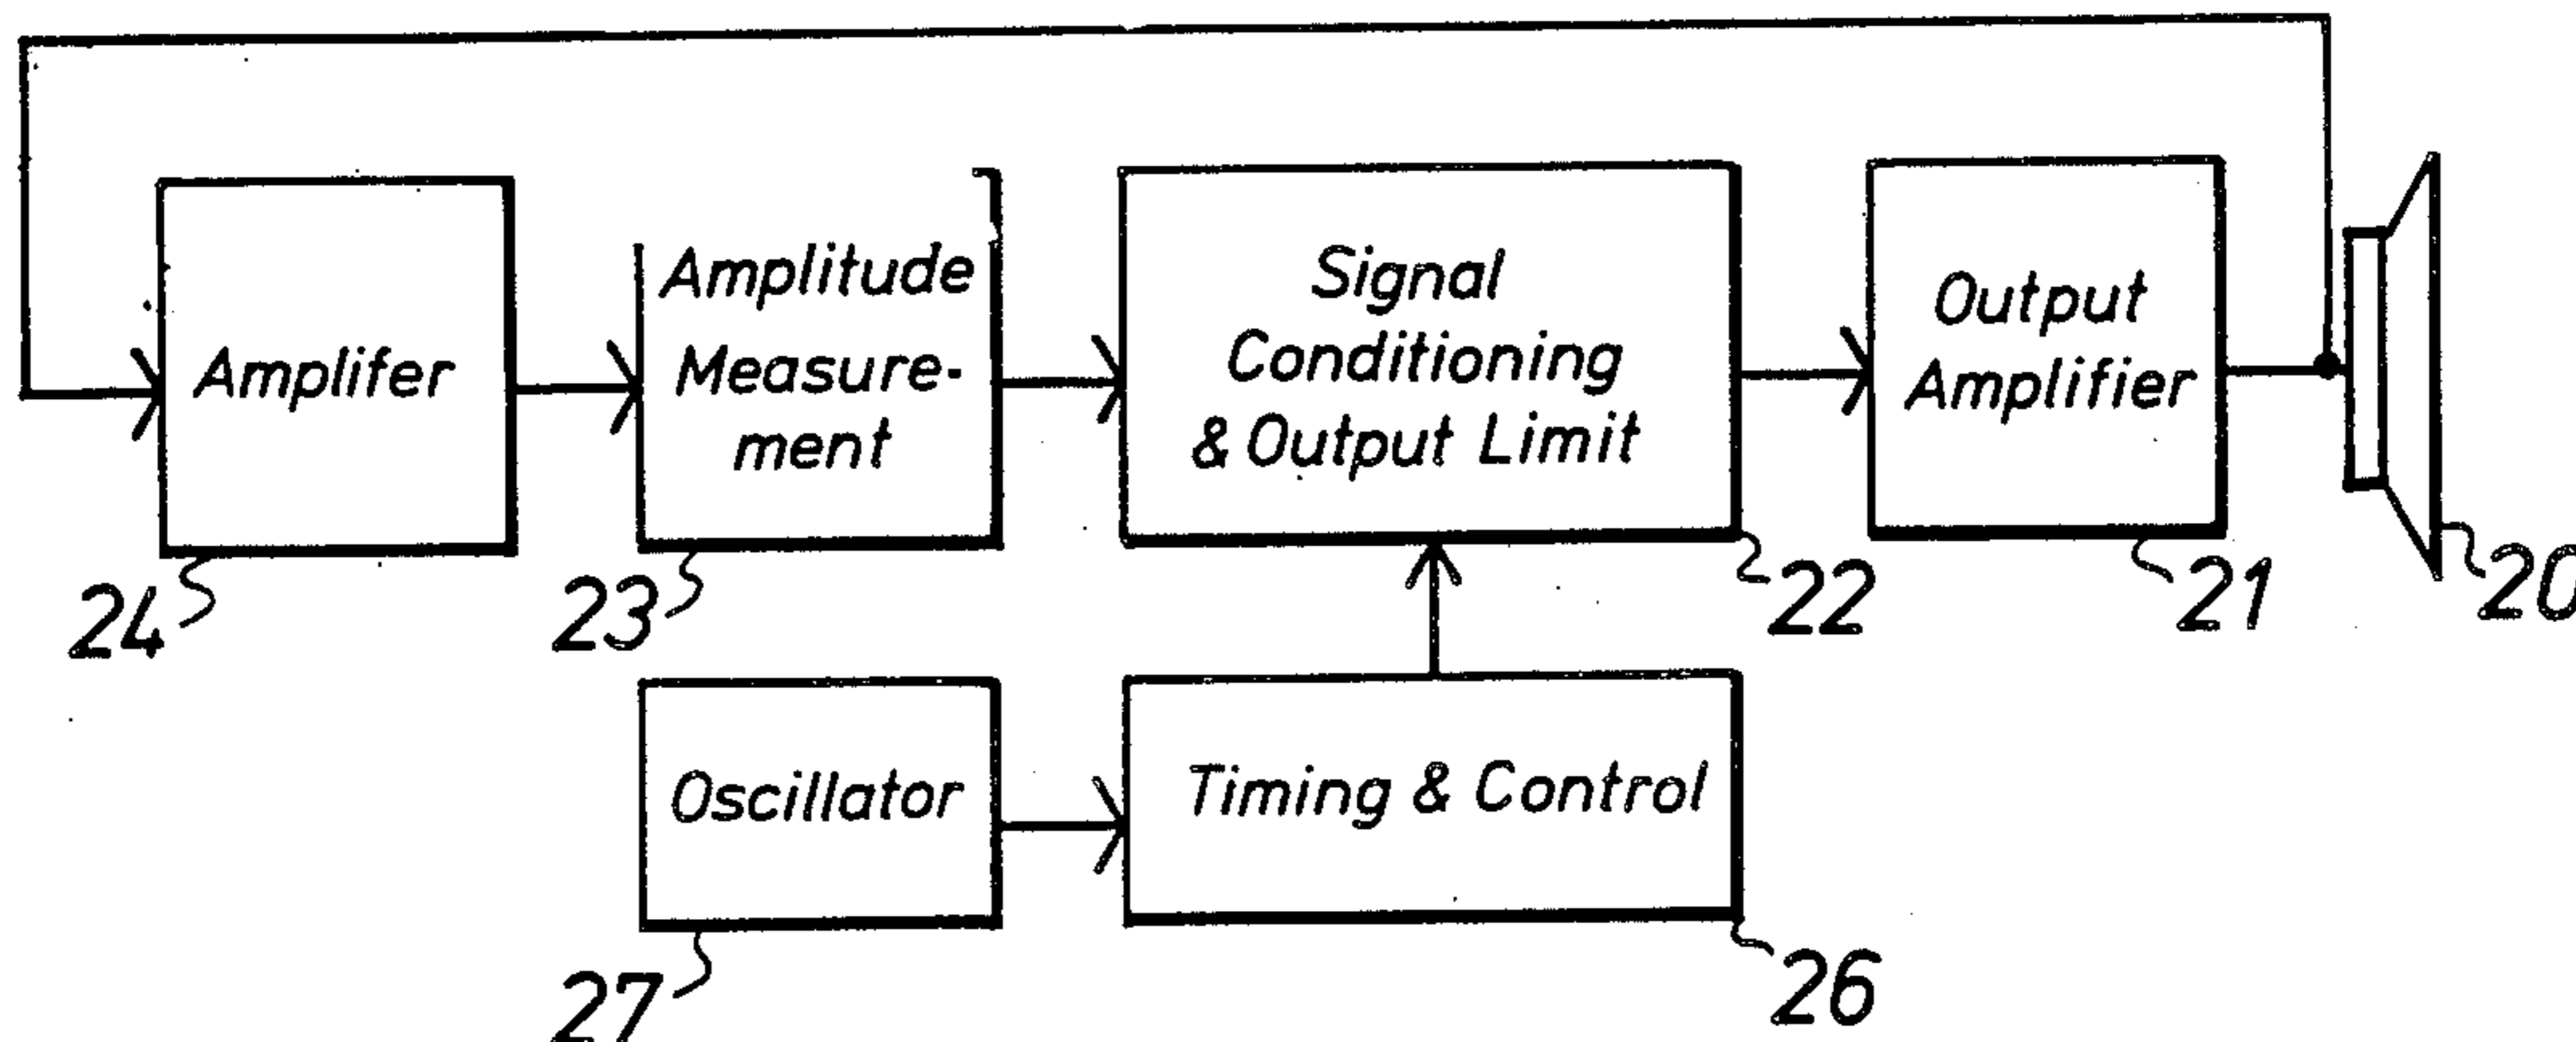 Amplifer
Amplitude
Measure-
ment
Signal
Conditioning
& Output Limit
Output
Amplifier
24
23
22
21
20
Oscillator
Timing & Control
27
26